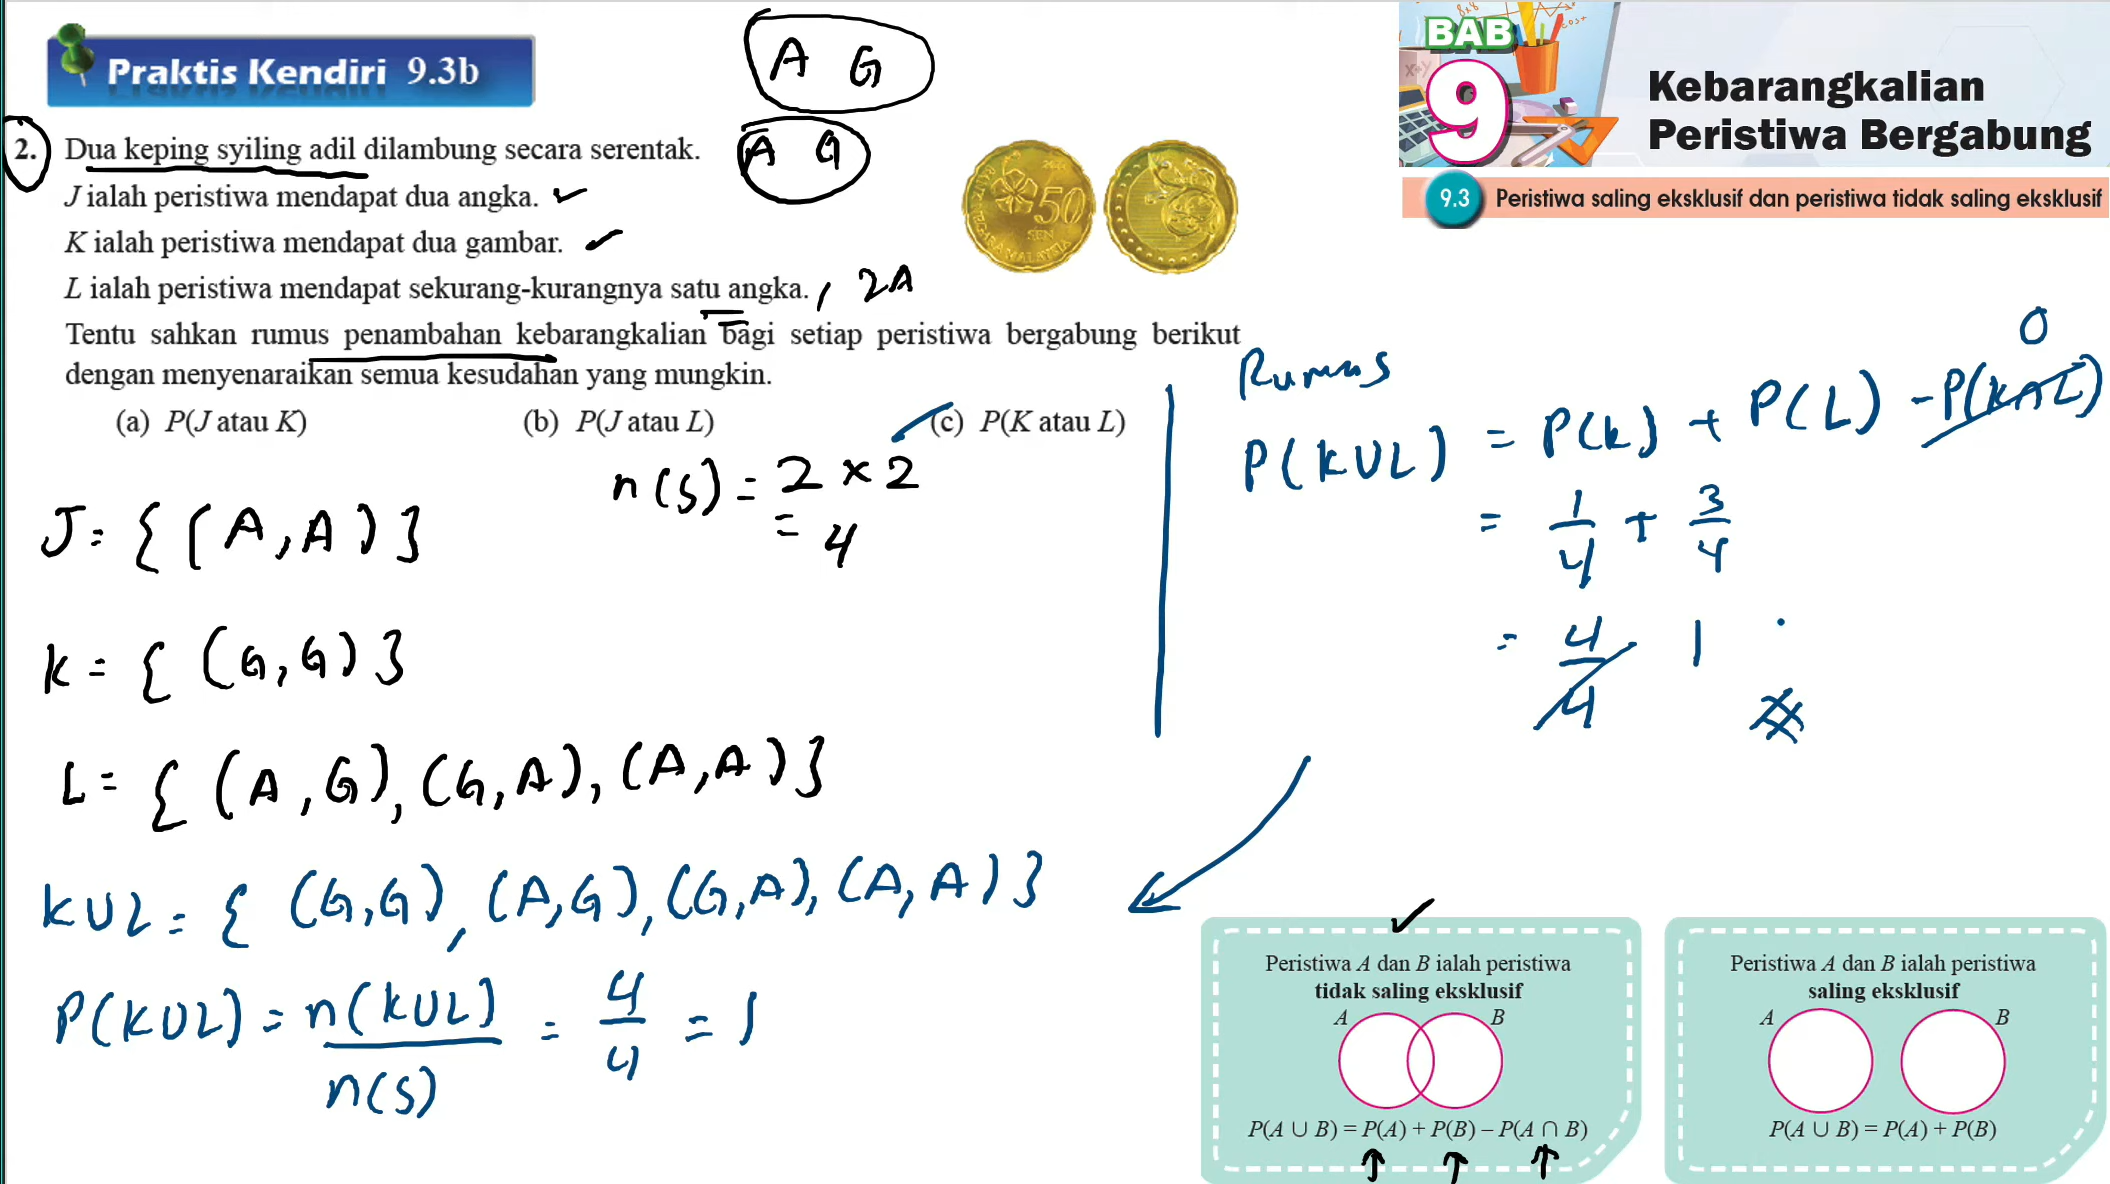 Praktis Kendiri 9.3b
A G
A G
BAB
9
Kebarangkalian
Peristiwa Bergabung
9.3 Peristiwa saling eksklusif dan peristiwa tidak saling eksklusif
2. Dua keping syiling adil dilambung secara serentak.
J ialah peristiwa mendapat dua angka.
K ialah peristiwa mendapat dua gambar.
L ialah peristiwa mendapat sekurang-kurangnya satu angka. , 2A
Tentu sahkan rumus penambahan kebarangkalian bagi setiap peristiwa bergabung berikut
dengan menyenaraikan semua kesudahan yang mungkin.
(a) P(J atau K) (b) P(J atau L) (c) P(K atau L)
50
SEN
n(S) = 2 × 2
= 4
J = { (A, A) }
K = { (G, G) }
L = { (A, G), (G, A), (A, A) }
K U L = { (G, G), (A, G), (G, A), (A, A) }
P(K U L) = n(K U L) / n(S) = 4/4 = 1
Rumus
0
P(K U L) = P(K) + P(L) - P(K ∩ L)
= 1/4 + 3/4
= 4/4 1
Peristiwa A dan B ialah peristiwa
tidak saling eksklusif
A B
P(A ∪ B) = P(A) + P(B) – P(A ∩ B)
Peristiwa A dan B ialah peristiwa
saling eksklusif
A B
P(A ∪ B) = P(A) + P(B)